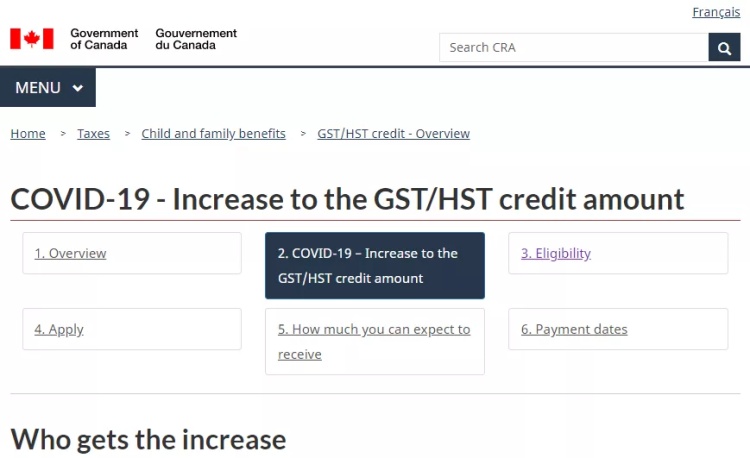 Français
Government of Canada
Gouvernement du Canada
Search CRA
MENU
Home > Taxes > Child and family benefits > GST/HST credit - Overview
COVID-19 - Increase to the GST/HST credit amount
1. Overview
2. COVID-19 – Increase to the
GST/HST credit amount
3. Eligibility
4. Apply
5. How much you can expect to
receive
6. Payment dates
Who gets the increase